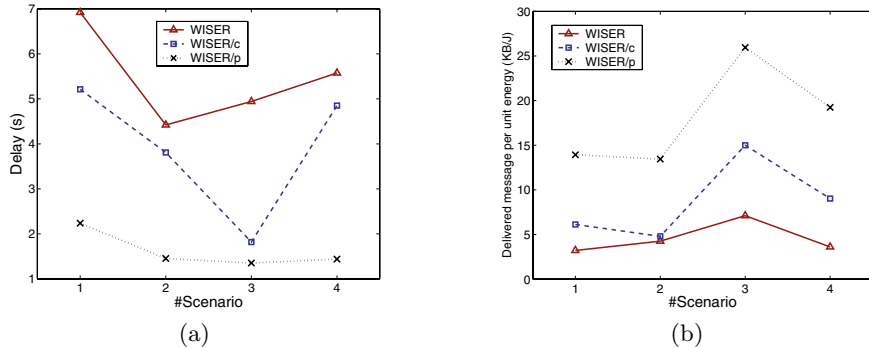 7
6
5
4
3
2
1
Delay (s)
WISER
WISER/c
WISER/p
1 2 3 4
#Scenario
(a)
30
25
20
15
10
5
0
Delivered message per unit energy (KB/J)
WISER
WISER/c
WISER/p
1 2 3 4
#Scenario
(b)